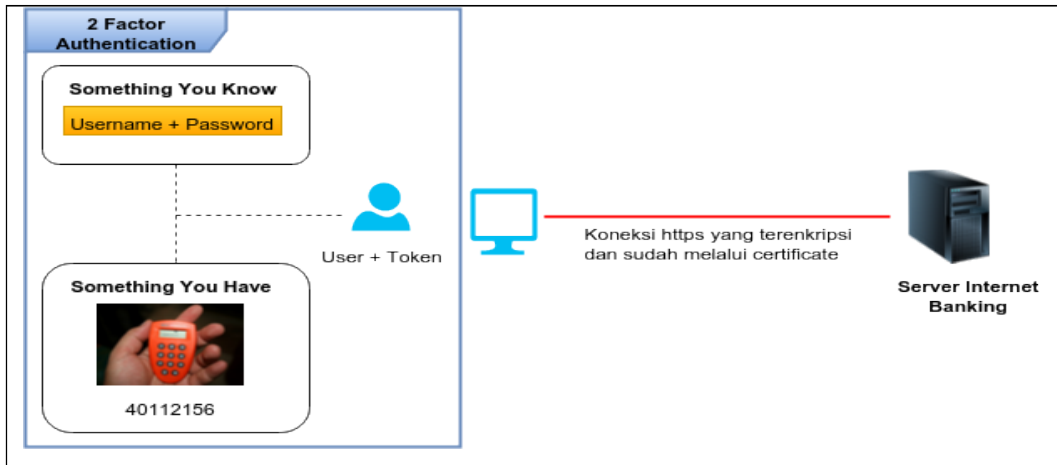 2 Factor
Authentication
Something You Know
Username + Password
User + Token
Something You Have
40112156
Koneksi https yang terenkripsi
dan sudah melalui certificate
Server Internet
Banking